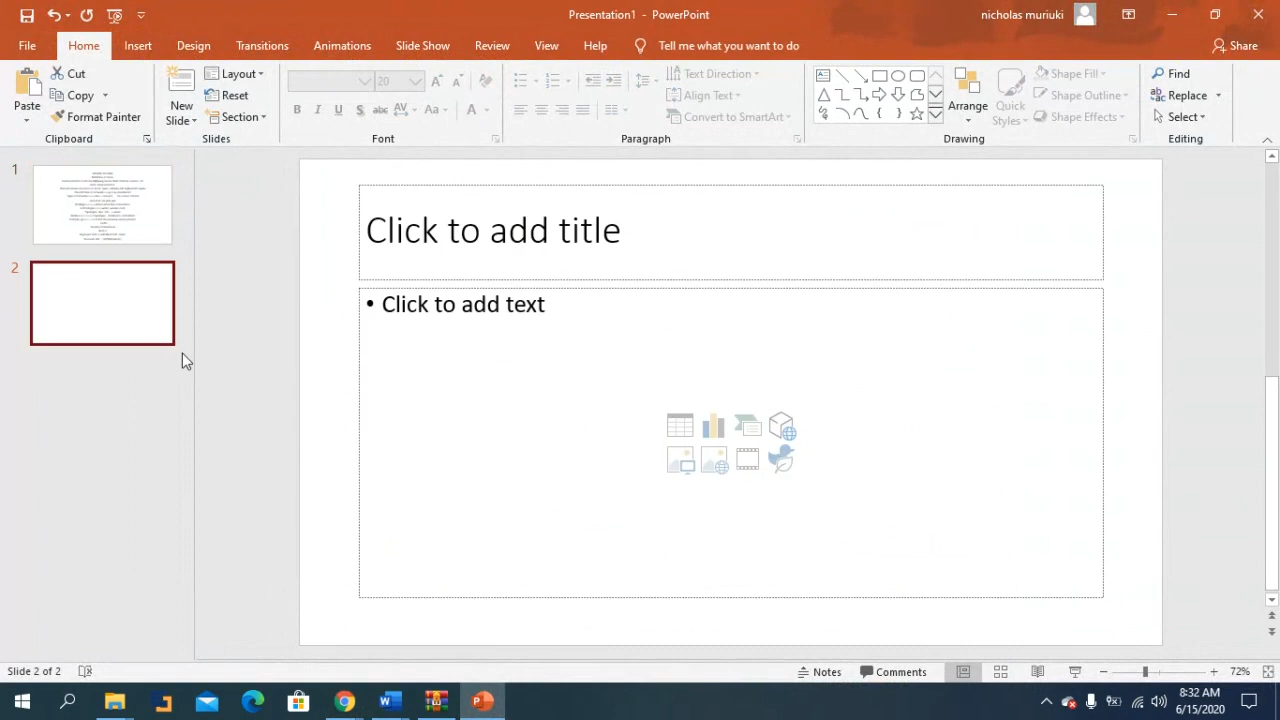 Presentation1 - PowerPoint
nicholas muriuki
File Home Insert Design Transitions Animations Slide Show Review View Help Tell me what you want to do Share
Paste
Cut
Copy
Format Painter
Clipboard
New Slide
Layout
Reset
Section
Slides
20
B I U S abc AV Aa A
Font
Text Direction
Align Text
Convert to SmartArt
Paragraph
Arrange
Quick Styles
Shape Fill
Shape Outline
Shape Effects
Drawing
Find
Replace
Select
Editing
1
2
Click to add title
• Click to add text
Slide 2 of 2
Notes
Comments
72%
8:32 AM
6/15/2020